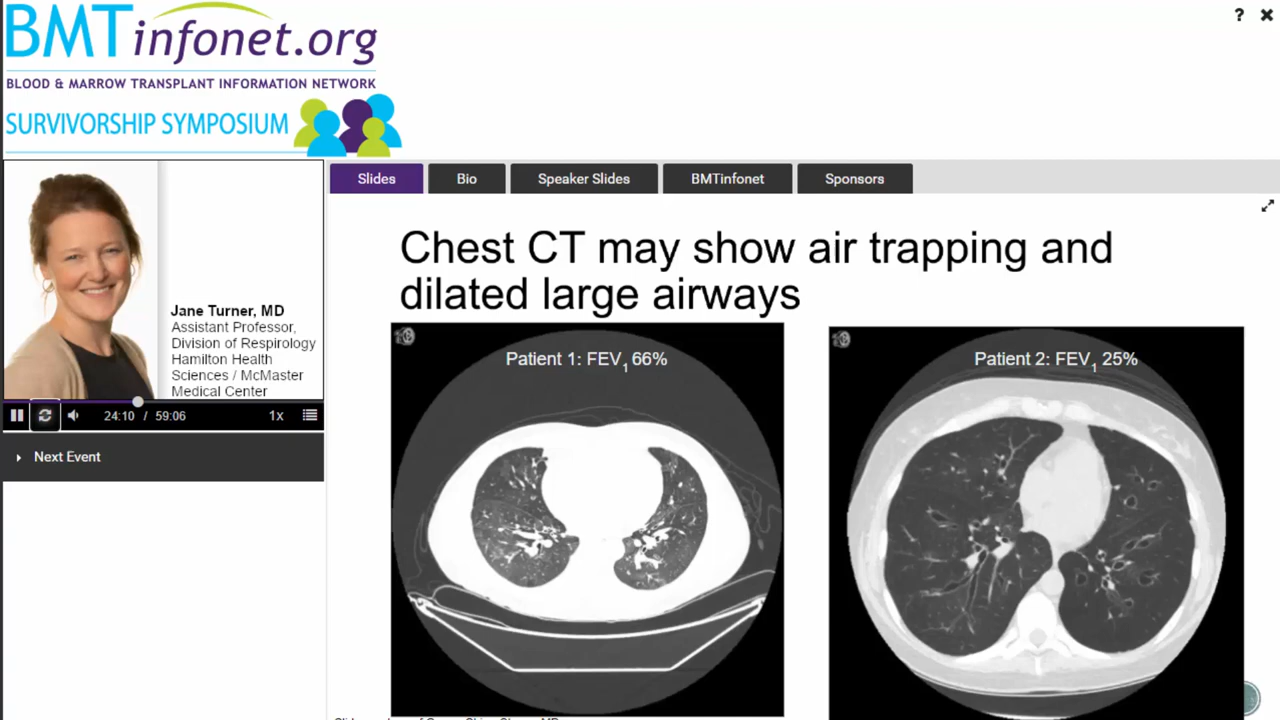 BMTinfonet.org
BLOOD & MARROW TRANSPLANT INFORMATION NETWORK
SURVIVORSHIP SYMPOSIUM
? ✖
Slides
Bio
Speaker Slides
BMTinfonet
Sponsors
Jane Turner, MD
Assistant Professor,
Division of Respirology
Hamilton Health
Sciences / McMaster
Medical Center
24:10 / 59:06
1x
Next Event
Chest CT may show air trapping and
dilated large airways
Patient 1: FEV1 66%
Patient 2: FEV1 25%